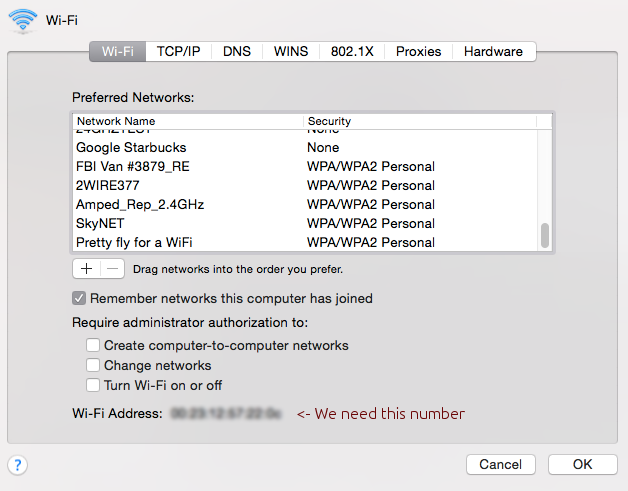 Wi-Fi
Wi-Fi TCP/IP DNS WINS 802.1X Proxies Hardware
Preferred Networks:
Network Name Security
None
Google Starbucks None
FBI Van #3879_RE WPA/WPA2 Personal
2WIRE377 WPA/WPA2 Personal
Amped_Rep_2.4GHz WPA/WPA2 Personal
SkyNET WPA/WPA2 Personal
Pretty fly for a WiFi WPA/WPA2 Personal
+ − Drag networks into the order you prefer.
Remember networks this computer has joined
Require administrator authorization to:
Create computer-to-computer networks
Change networks
Turn Wi-Fi on or off
Wi-Fi Address: <- We need this number
? Cancel OK